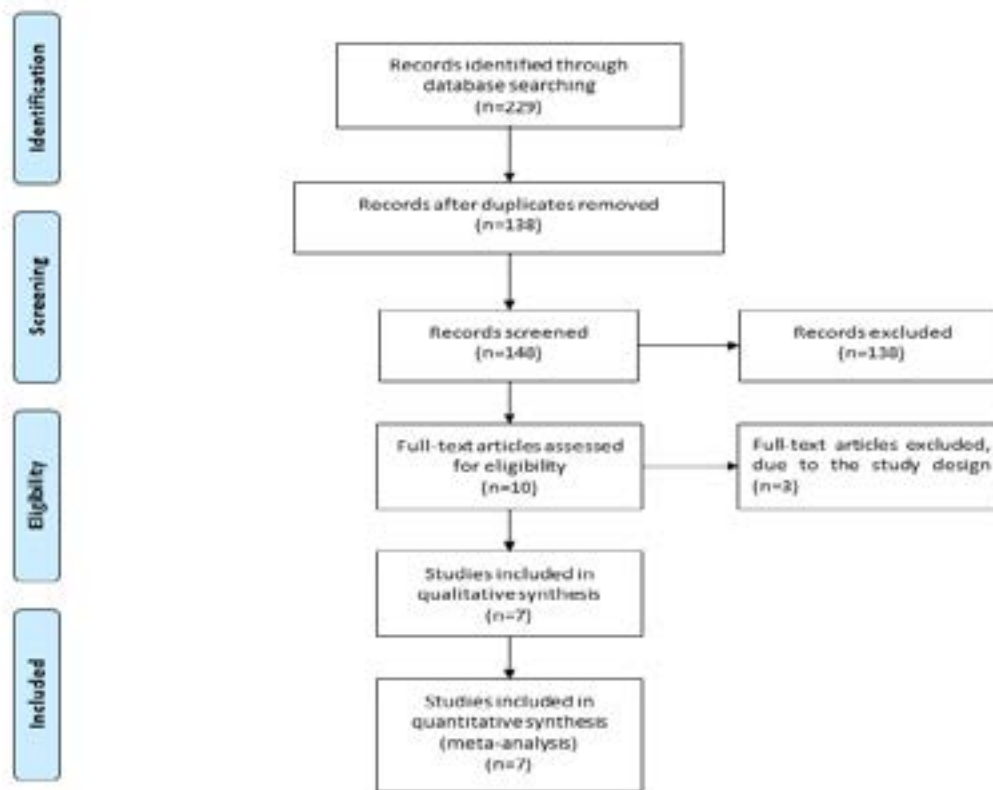 Identification
Records identified through
database searching
(n=229)
Records after duplicates removed
(n=138)
Screening
Records screened
(n=148)
Records excluded
(n=138)
Eligibility
Full-text articles assessed
for eligibility
(n=10)
Full-text articles excluded,
due to the study design
(n=3)
Studies included in
qualitative synthesis
(n=7)
Included
Studies included in
quantitative synthesis
(meta-analysis)
(n=7)